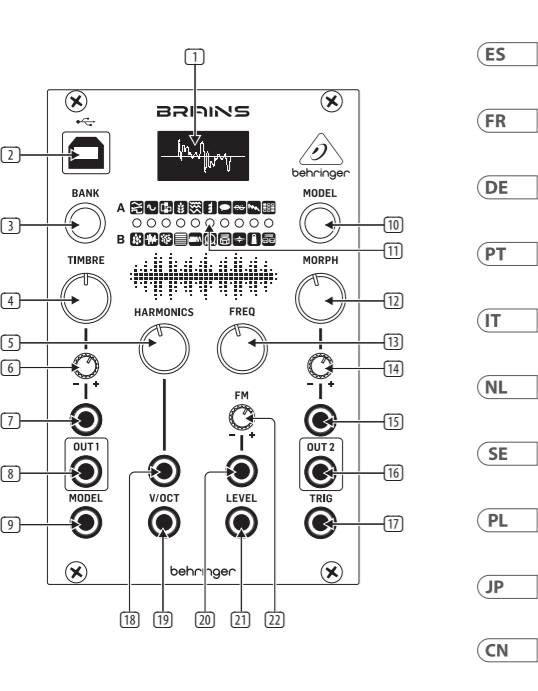 1
BRAINS
2
behringer
BANK
MODEL
A
3
10
11
B
TIMBRE
MORPH
4
12
HARMONICS
FREQ
5
13
6
14
- +
- +
FM
7
15
- +
OUT 1
OUT 2
8
16
MODEL
V/OCT
LEVEL
TRIG
9
17
behringer
18
19
20
21
22
ES
FR
DE
PT
IT
NL
SE
PL
JP
CN